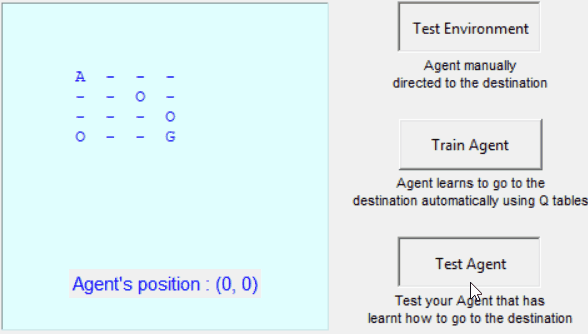 Test Environment
Agent manually
directed to the destination
A - - -
- - O -
- - - O
O - - G
Train Agent
Agent learns to go to the
destination automatically using Q tables
Test Agent
Agent's position : (0, 0)
Test your Agent that has
learnt how to go to the destination